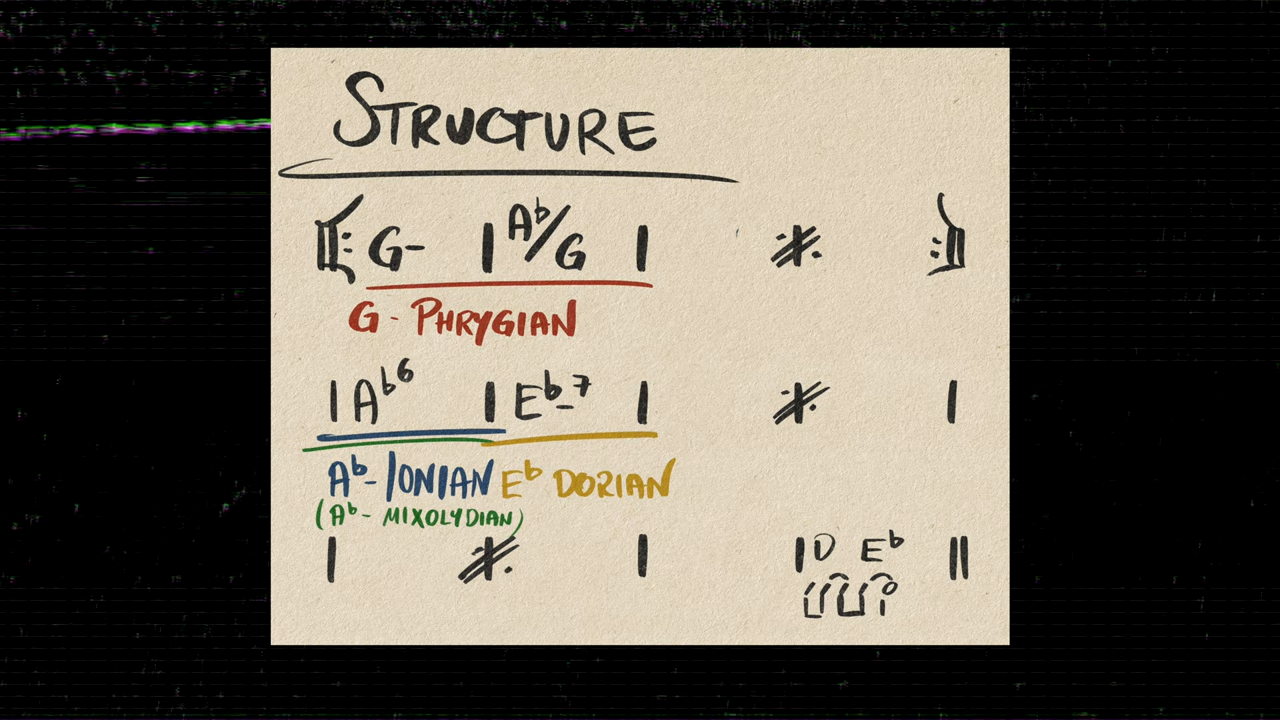 STRUCTURE
G- | A♭/G |
G - PHRYGIAN
| A♭6 | E♭-7 | |
A♭- IONIAN E♭ DORIAN
(A♭- MIXOLYDIAN)
| | | D E♭ ||